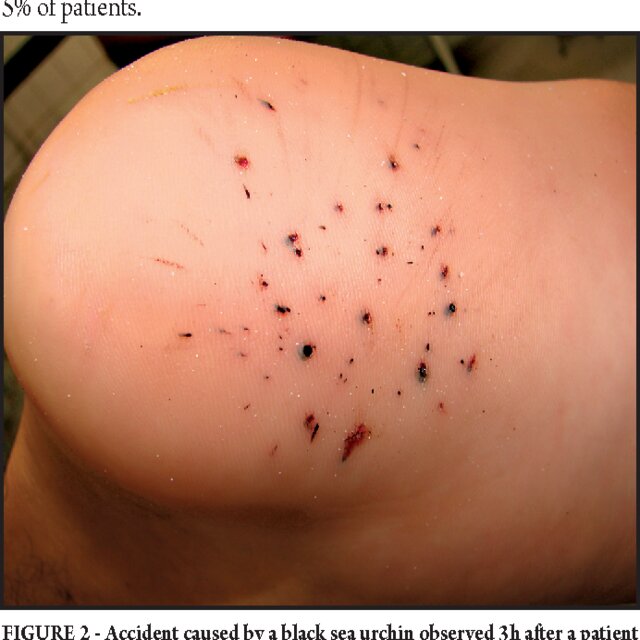 5% of patients.
FIGURE 2 - Accident caused by a black sea urchin observed 3h after a patient